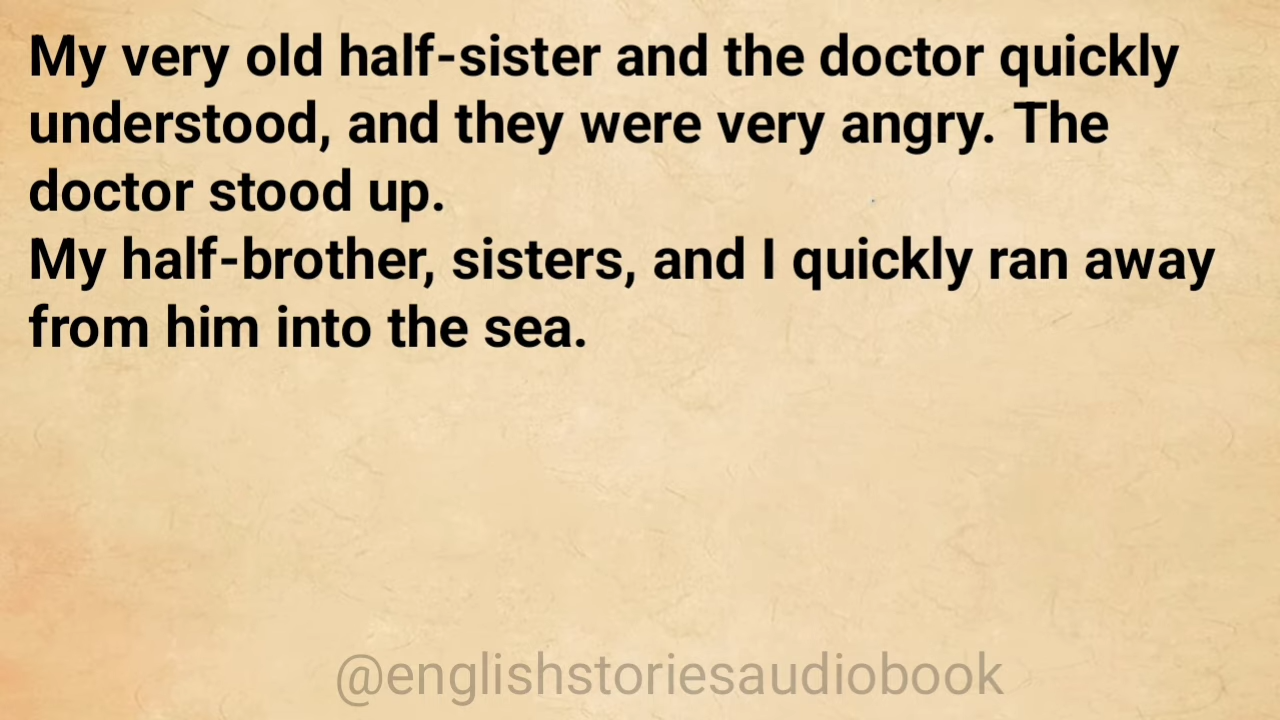 My very old half-sister and the doctor quickly
understood, and they were very angry. The
doctor stood up.
My half-brother, sisters, and I quickly ran away
from him into the sea.
@englishstoriesaudiobook